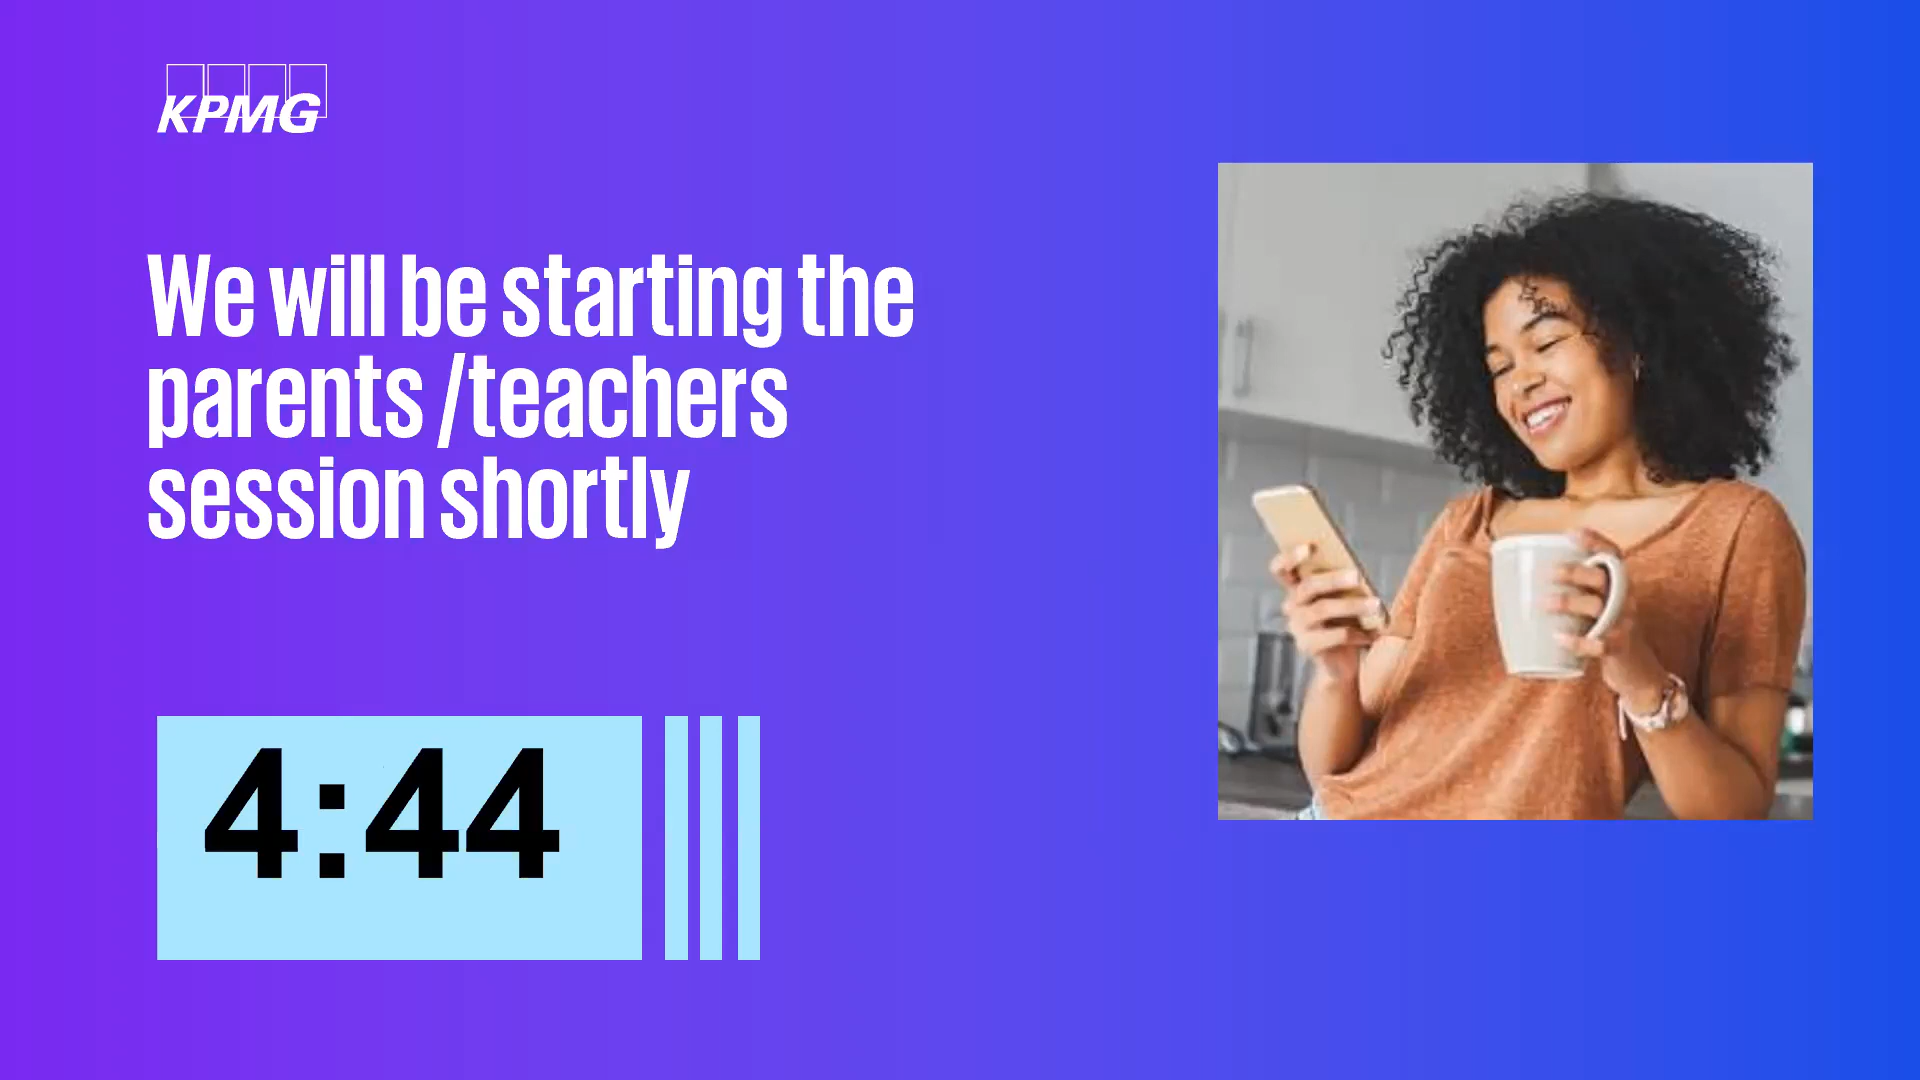 KPMG
We will be starting the
parents /teachers
session shortly
4:44